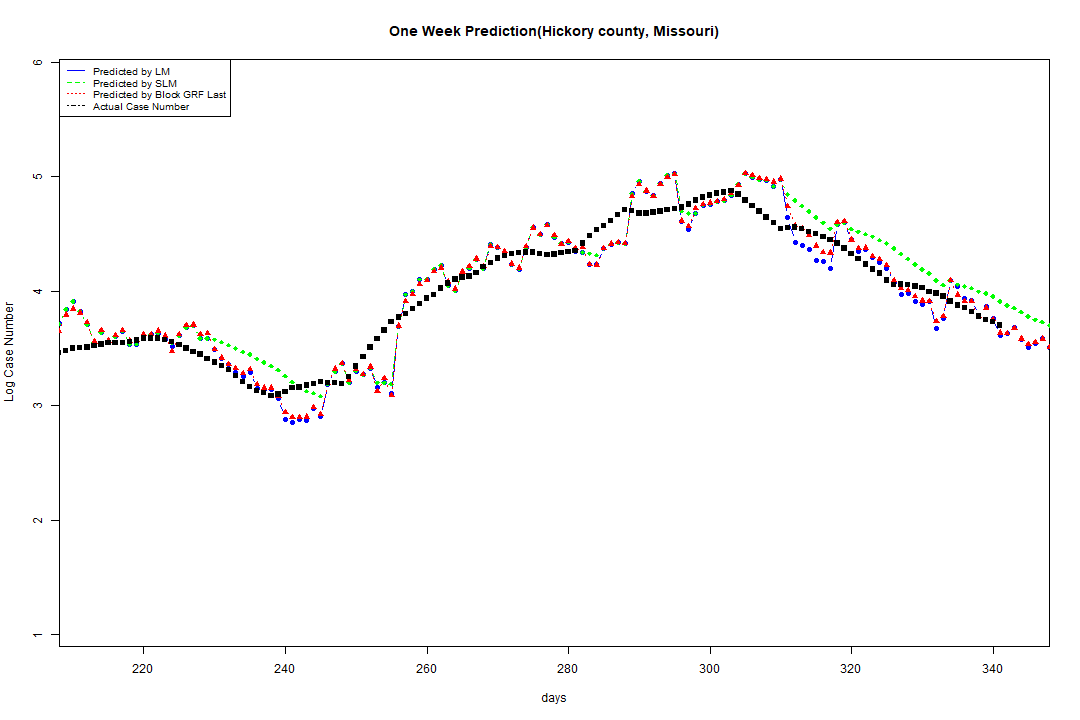 One Week Prediction(Hickory county, Missouri)
Predicted by LM
Predicted by SLM
Predicted by Block GRF Last
Actual Case Number
6
5
4
3
2
1
Log Case Number
220 240 260 280 300 320 340
days